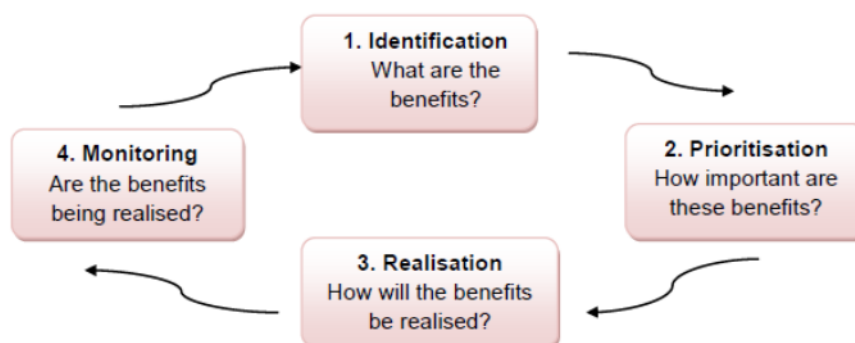 1. Identification
What are the
benefits?
2. Prioritisation
How important are
these benefits?
3. Realisation
How will the benefits
be realised?
4. Monitoring
Are the benefits
being realised?